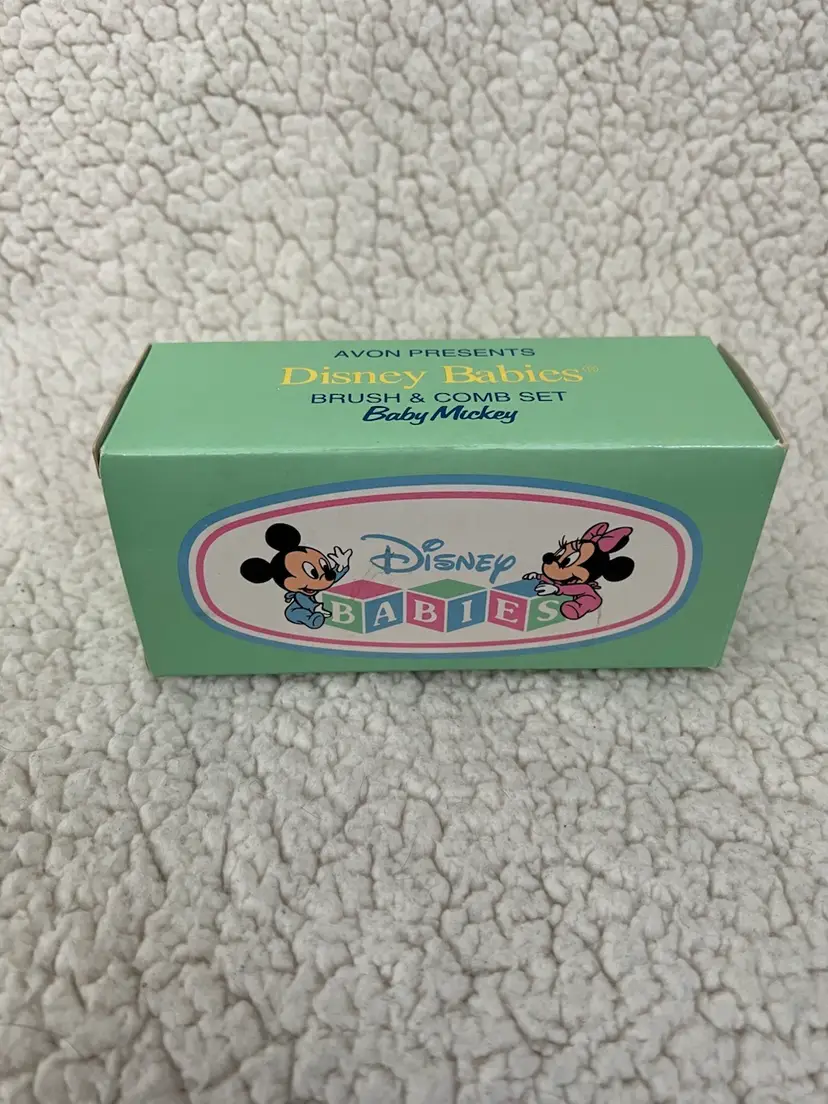 AVON PRESENTS
Disney Babies®
BRUSH & COMB SET
Baby Mickey
Disney
BABIES